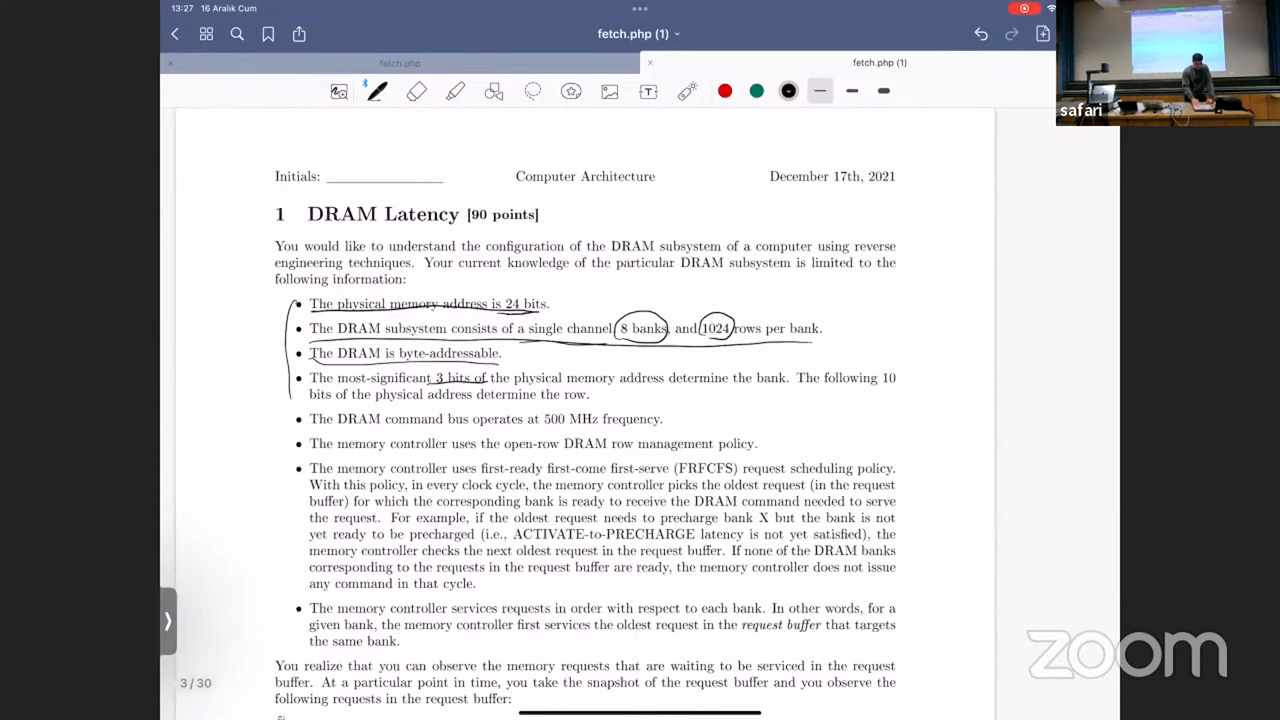 13:27 16 Aralık Cum
fetch.php (1)
fetch.php
fetch.php (1)
safari
Initials:
Computer Architecture
December 17th, 2021
1 DRAM Latency [90 points]
You would like to understand the configuration of the DRAM subsystem of a computer using reverse
engineering techniques. Your current knowledge of the particular DRAM subsystem is limited to the
following information:
• The physical memory address is 24 bits.
• The DRAM subsystem consists of a single channel, 8 banks, and 1024 rows per bank.
• The DRAM is byte-addressable.
• The most-significant 3 bits of the physical memory address determine the bank. The following 10
bits of the physical address determine the row.
• The DRAM command bus operates at 500 MHz frequency.
• The memory controller uses the open-row DRAM row management policy.
• The memory controller uses first-ready first-come first-serve (FRFCFS) request scheduling policy.
With this policy, in every clock cycle, the memory controller picks the oldest request (in the request
buffer) for which the corresponding bank is ready to receive the DRAM command needed to serve
the request. For example, if the oldest request needs to precharge bank X but the bank is not
yet ready to be precharged (i.e., ACTIVATE-to-PRECHARGE latency is not yet satisfied), the
memory controller checks the next oldest request in the request buffer. If none of the DRAM banks
corresponding to the requests in the request buffer are ready, the memory controller does not issue
any command in that cycle.
• The memory controller services requests in order with respect to each bank. In other words, for a
given bank, the memory controller first services the oldest request in the request buffer that targets
the same bank.
You realize that you can observe the memory requests that are waiting to be serviced in the request
buffer. At a particular point in time, you take the snapshot of the request buffer and you observe the
following requests in the request buffer:
3 / 30
zoom